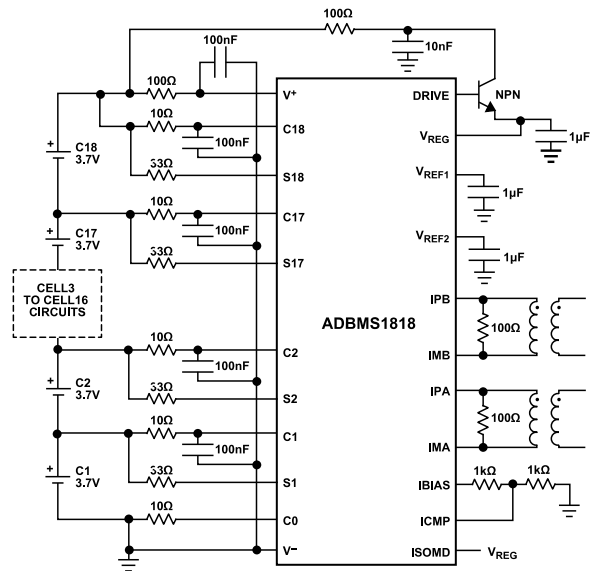 100Ω
100nF
10nF
100Ω
V+
DRIVE
NPN
10Ω
C18
VREG
1µF
+
C18
3.7V
100nF
33Ω
S18
VREF1
1µF
10Ω
C17
+
C17
3.7V
100nF
33Ω
S17
VREF2
1µF
CELL3
TO CELL16
CIRCUITS
ADBMS1818
IPB
100Ω
IMB
10Ω
C2
+
C2
3.7V
100nF
33Ω
S2
IPA
100Ω
IMA
10Ω
C1
100nF
+
C1
3.7V
33Ω
S1
IBIAS
1kΩ
1kΩ
10Ω
C0
ICMP
V−
ISOMD
VREG